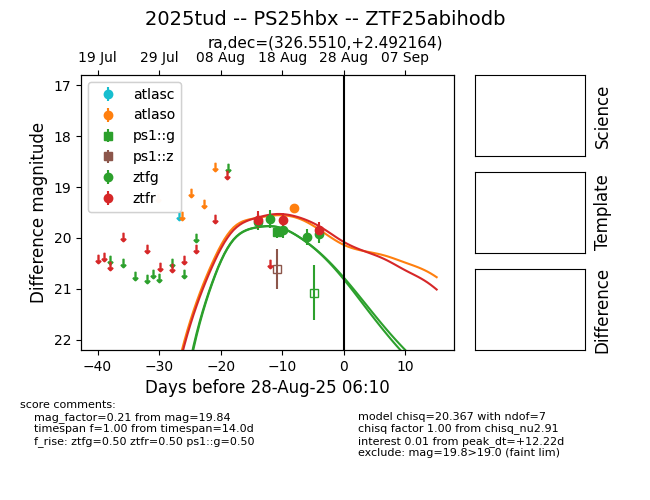 2025tud -- PS25hbx -- ZTF25abihodb
ra,dec=(326.5510,+2.492164)
19 Jul 29 Jul 08 Aug 18 Aug 28 Aug 07 Sep
17
18
19
20
21
22
Difference magnitude
atlasc
atlaso
ps1::g
ps1::z
ztfg
ztfr
−40 −30 −20 −10 0 10
Days before 28-Aug-25 06:10
Science
Template
Difference
score comments:
mag_factor=0.21 from mag=19.84
timespan f=1.00 from timespan=14.0d
f_rise: ztfg=0.50 ztfr=0.50 ps1::g=0.50
model chisq=20.367 with ndof=7
chisq factor 1.00 from chisq_nu2.91
interest 0.01 from peak_dt=+12.22d
exclude: mag=19.8>19.0 (faint lim)